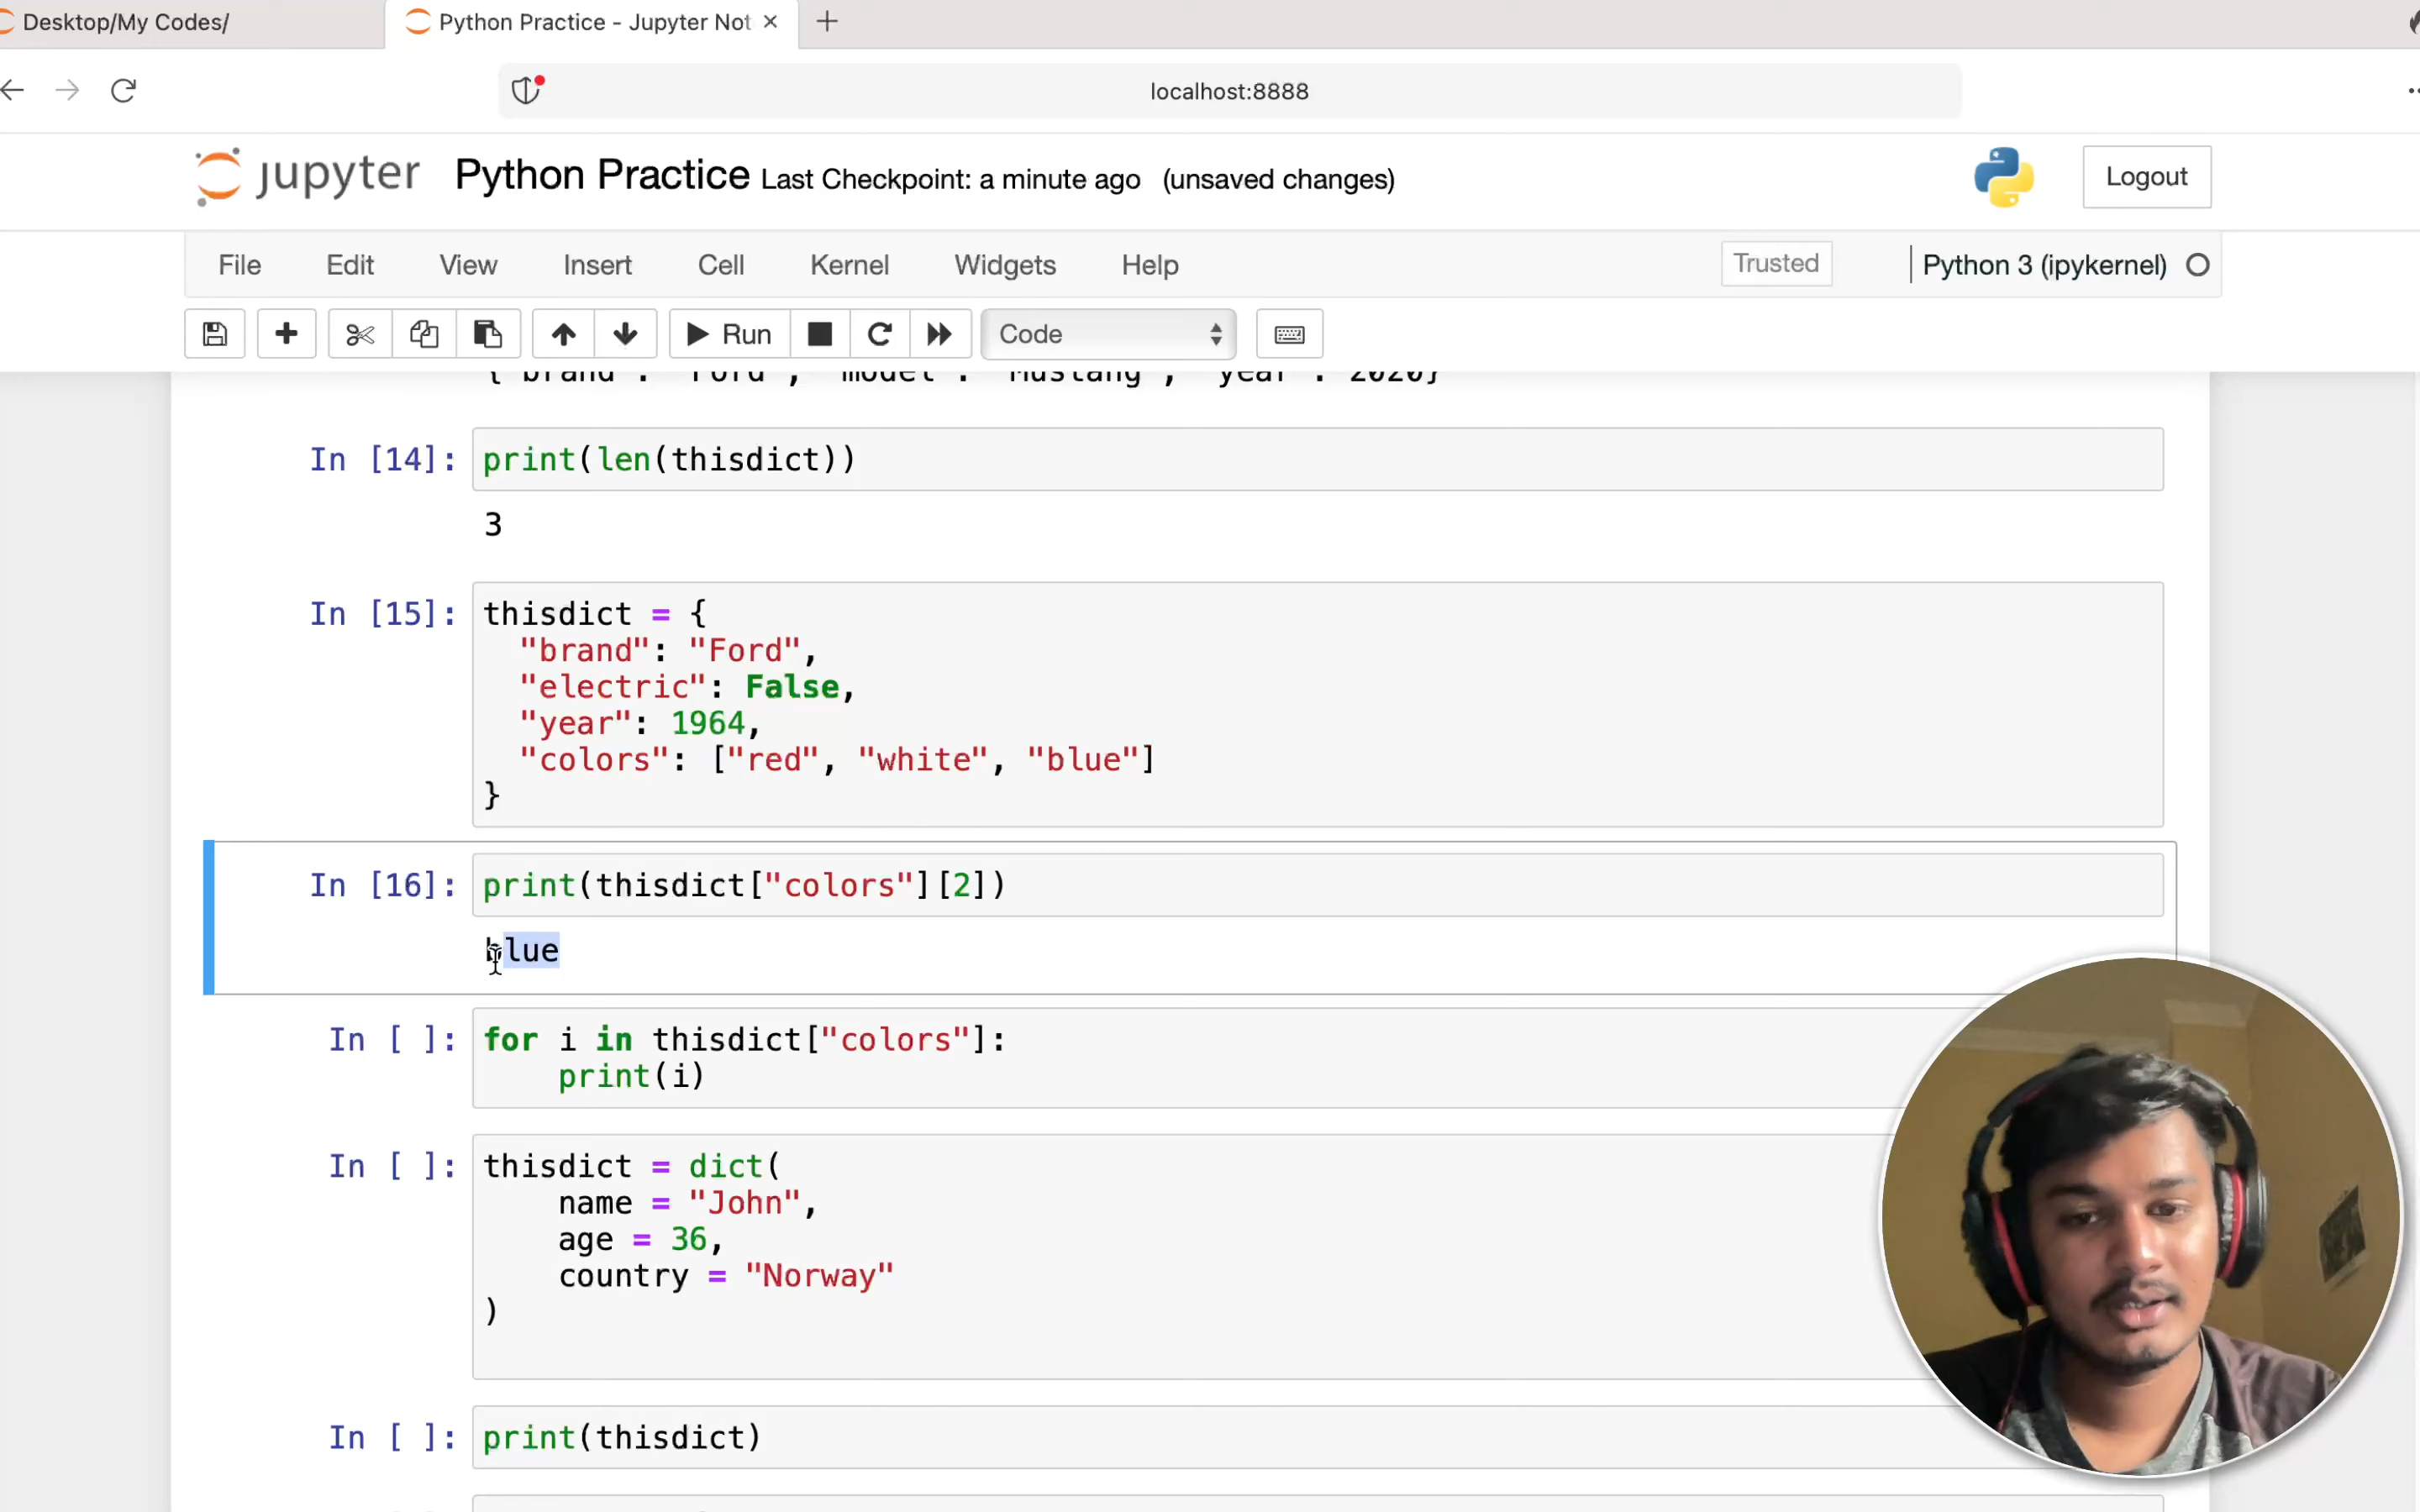 Desktop/My Codes/
Python Practice - Jupyter Not
localhost:8888
jupyter Python Practice Last Checkpoint: a minute ago (unsaved changes)
Logout
File Edit View Insert Cell Kernel Widgets Help
Trusted
Python 3 (ipykernel)
Run
Code
{'brand': 'Ford', 'model': 'Mustang', 'year': 2020}
In [14]: print(len(thisdict))
3
In [15]: thisdict = {
"brand": "Ford",
"electric": False,
"year": 1964,
"colors": ["red", "white", "blue"]
}
In [16]: print(thisdict["colors"][2])
blue
In [ ]: for i in thisdict["colors"]:
print(i)
In [ ]: thisdict = dict(
name = "John",
age = 36,
country = "Norway"
)
In [ ]: print(thisdict)